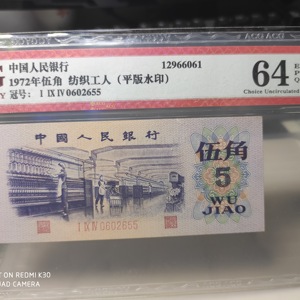 中国人民银行 12966061
1972年伍角 纺织工人（平版水印）
冠号： I IX IV 0602655
64
Choice Uncirculated
中国人民银行
伍角
5
WU
JIAO
I IX IV 0602655
ON REDMI K30
QUAD CAMERA